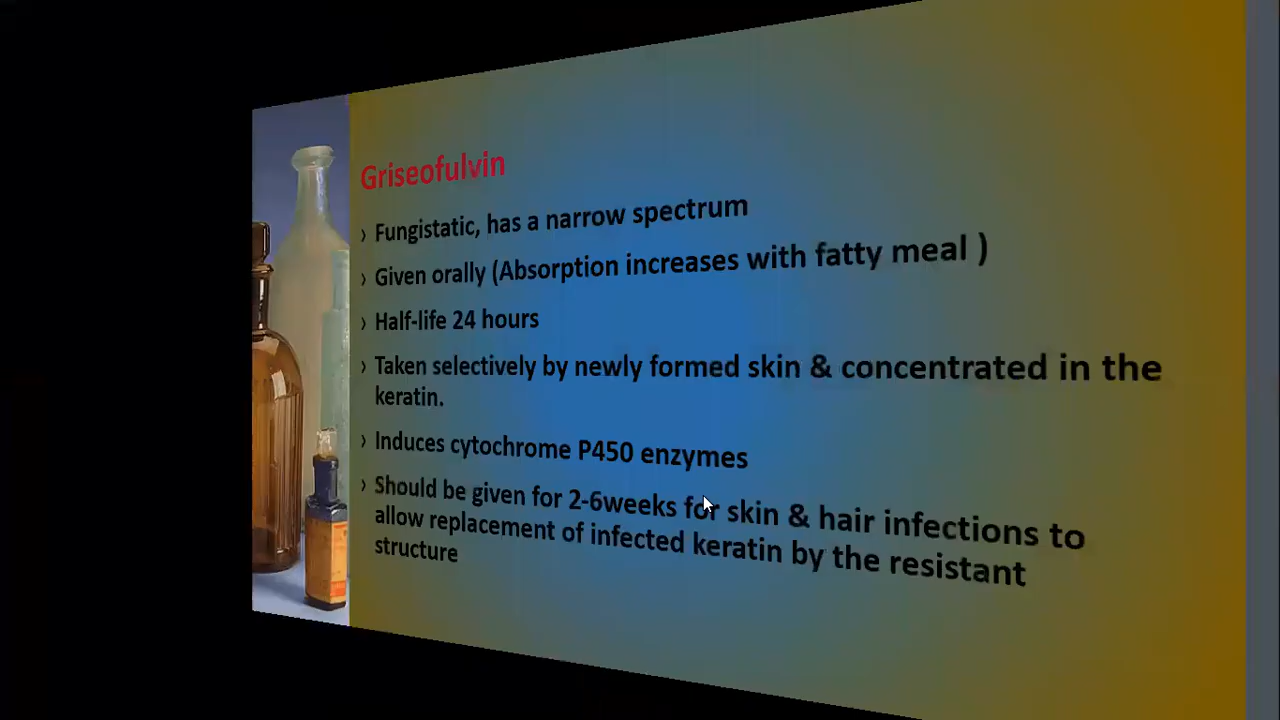 Griseofulvin
› Fungistatic, has a narrow spectrum
› Given orally (Absorption increases with fatty meal )
› Half-life 24 hours
› Taken selectively by newly formed skin & concentrated in the
keratin.
› Induces cytochrome P450 enzymes
› Should be given for 2-6weeks for skin & hair infections to
allow replacement of infected keratin by the resistant
structure